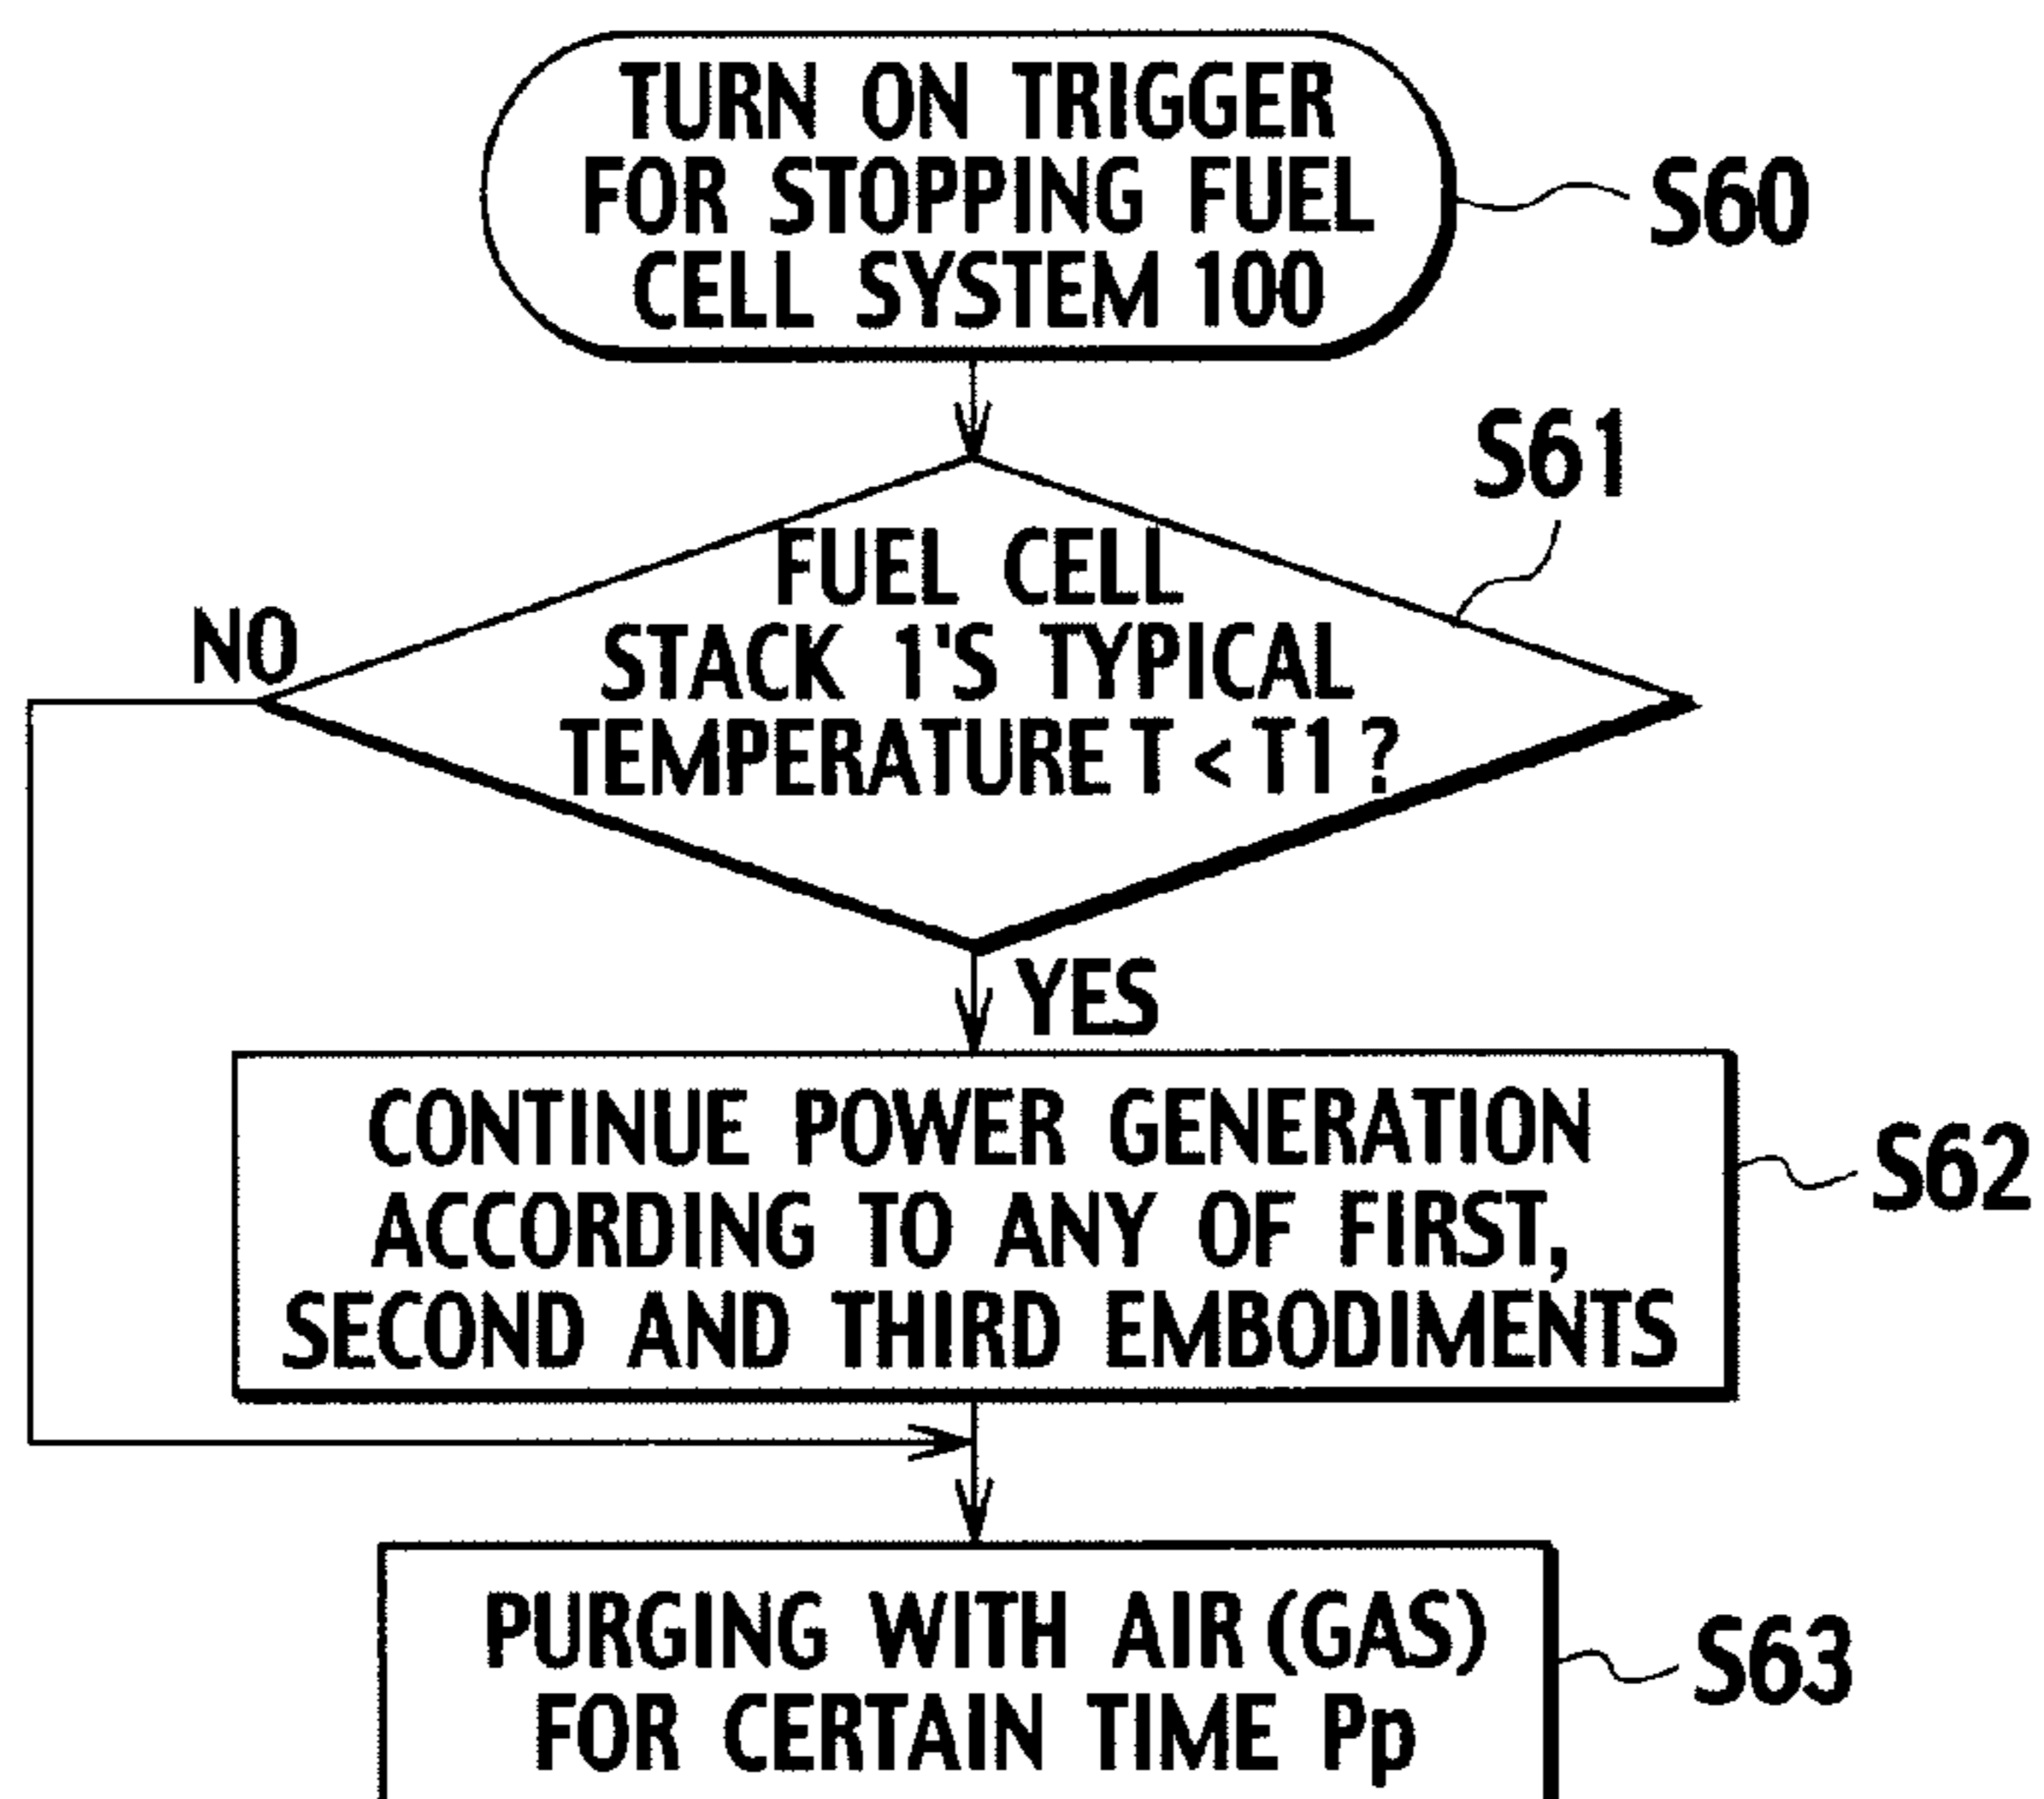 TURN ON TRIGGER
FOR STOPPING FUEL
CELL SYSTEM 100
S60
S61
FUEL CELL
STACK 1'S TYPICAL
TEMPERATURE T < T1 ?
NO
YES
CONTINUE POWER GENERATION
ACCORDING TO ANY OF FIRST,
SECOND AND THIRD EMBODIMENTS
S62
PURGING WITH AIR (GAS)
FOR CERTAIN TIME Pp
S63